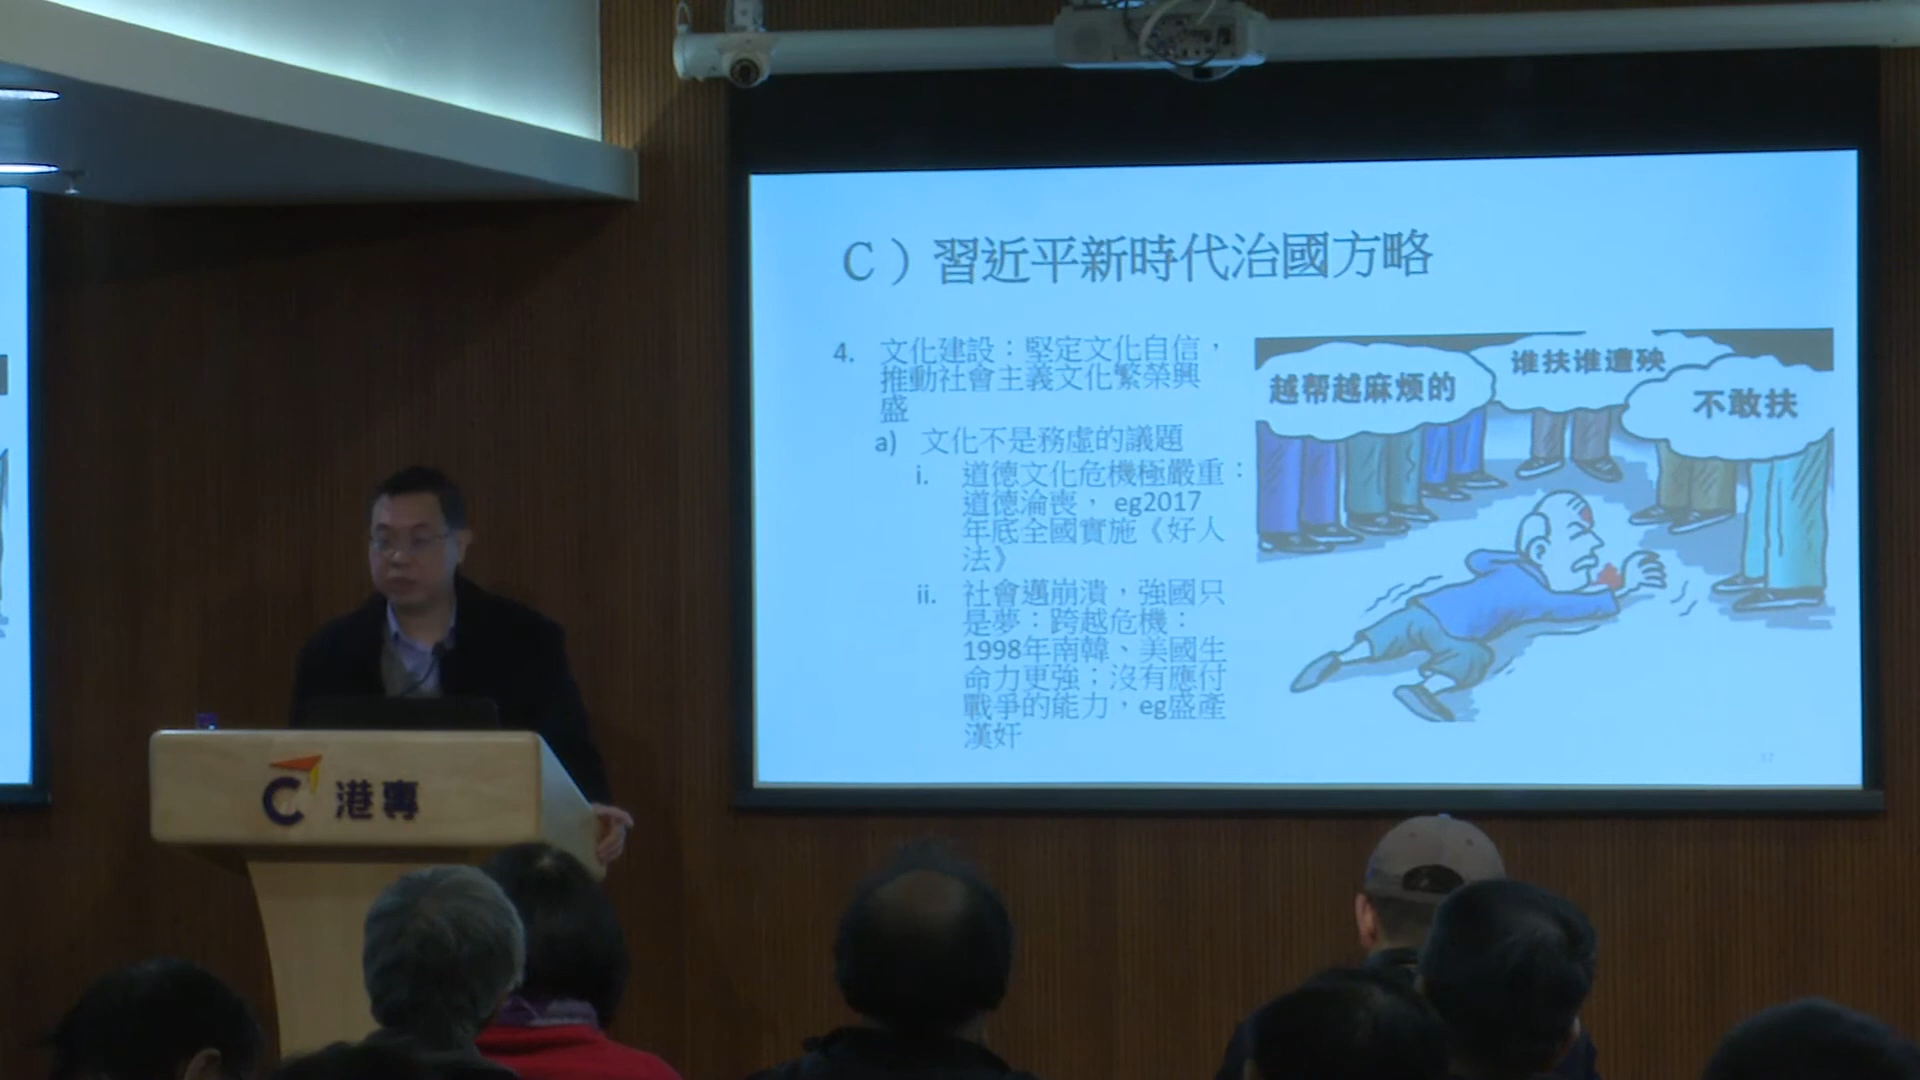 C）習近平新時代治國方略
4. 文化建設：堅定文化自信，
推動社會主義文化繁榮興
盛
a) 文化不是務虛的議題
i. 道德文化危機極嚴重：
道德淪喪， eg2017
年底全國實施《好人
法》
ii. 社會邁崩潰，強國只
是夢：跨越危機：
1998年南韓、美國生
命力更強；沒有應付
戰爭的能力，eg盛產
漢奸
越帮越麻烦的
谁扶谁遭殃
不敢扶
37
港專